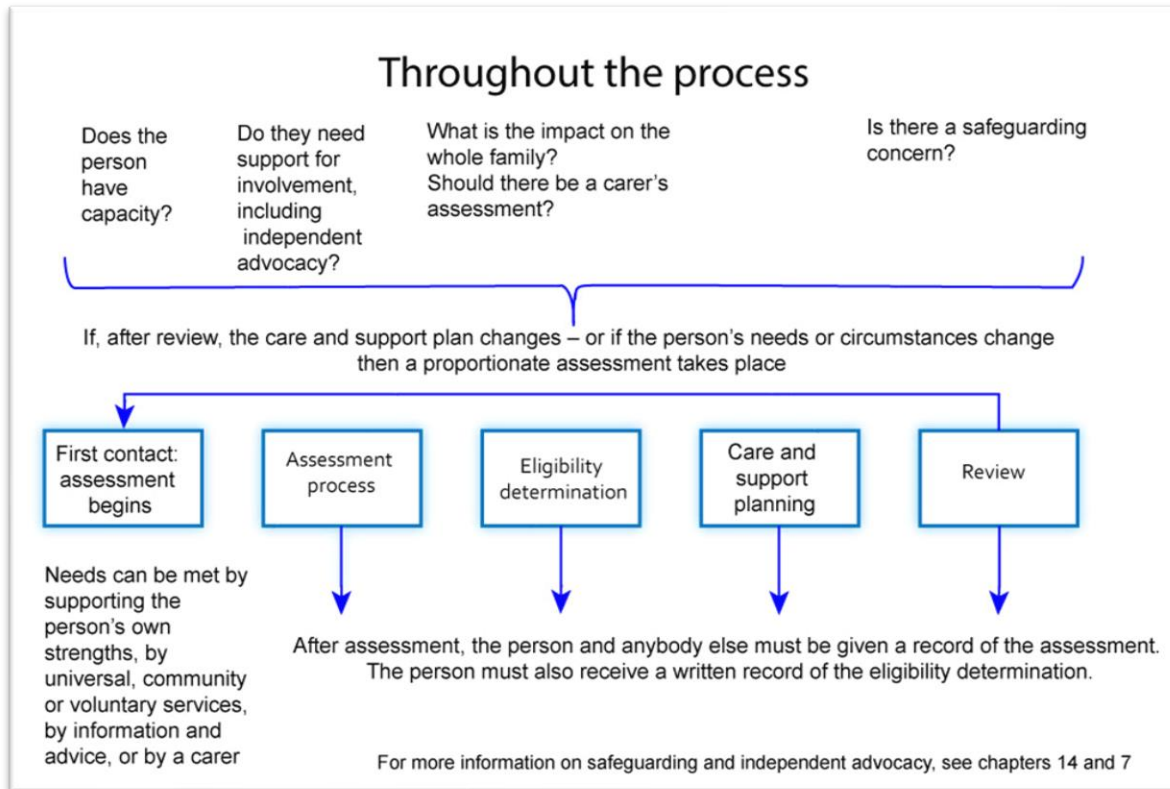 Throughout the process
Does the
person
have
capacity?
Do they need
support for
involvement,
including
independent
advocacy?
What is the impact on the
whole family?
Should there be a carer's
assessment?
Is there a safeguarding
concern?
If, after review, the care and support plan changes – or if the person's needs or circumstances change
then a proportionate assessment takes place
First contact:
assessment
begins
Assessment
process
Eligibility
determination
Care and
support
planning
Review
Needs can be met by
supporting the
person's own
strengths, by
universal, community
or voluntary services,
by information and
advice, or by a carer
After assessment, the person and anybody else must be given a record of the assessment.
The person must also receive a written record of the eligibility determination.
For more information on safeguarding and independent advocacy, see chapters 14 and 7